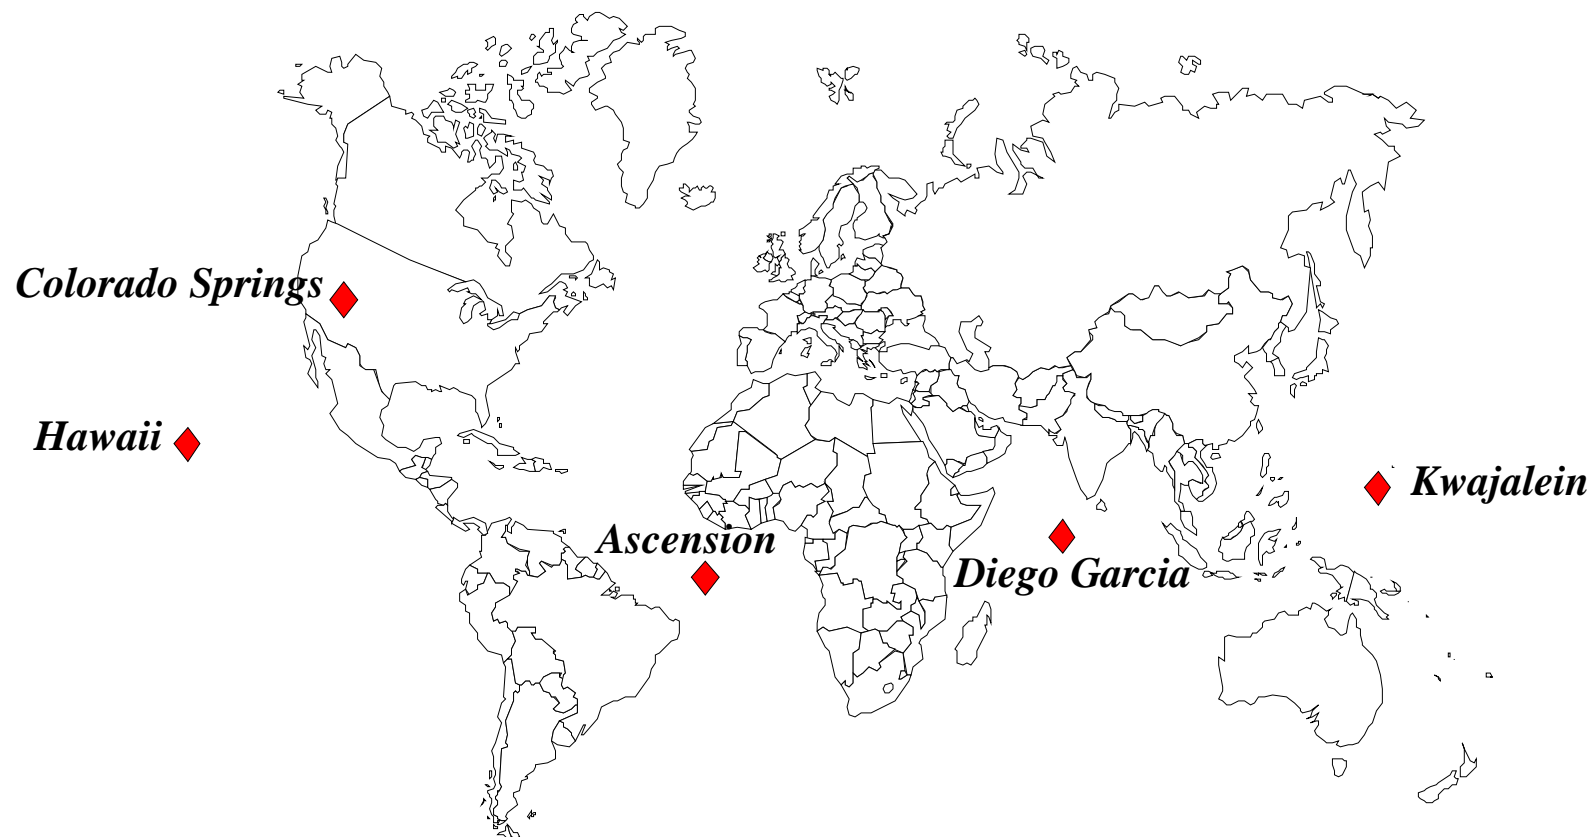 Colorado Springs
Hawaii
Kwajalein
Ascension
Diego Garcia